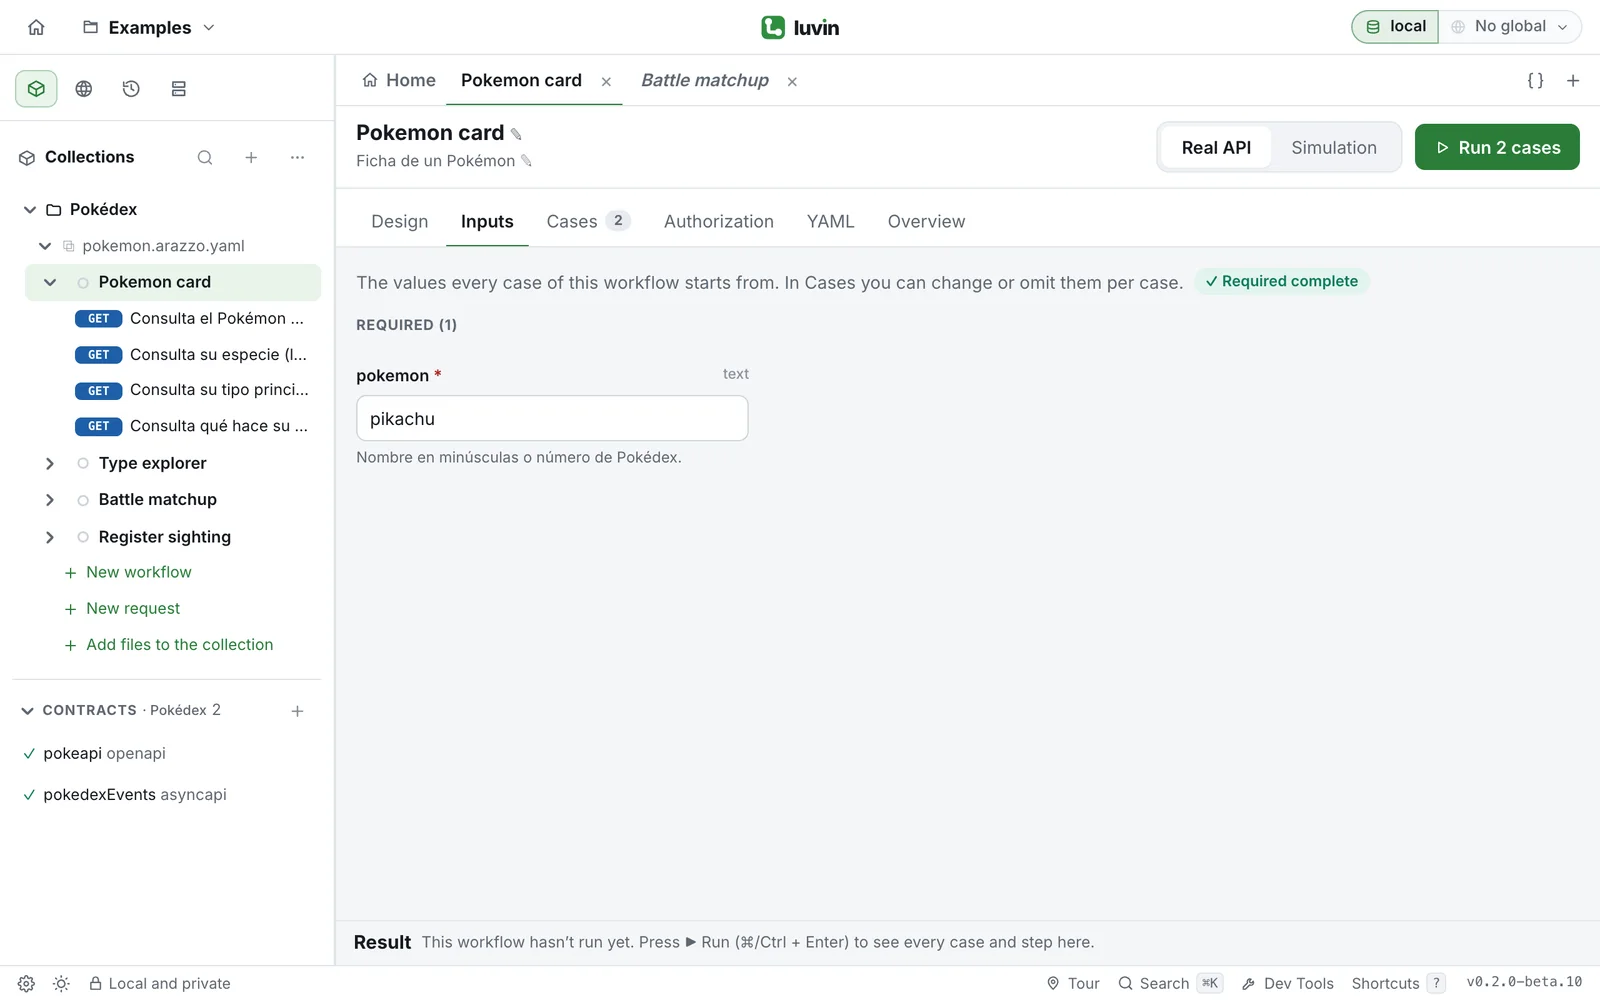 Examples
luvin
local
No global
Home
Pokemon card
Battle matchup
{ }
Collections
Pokédex
pokemon.arazzo.yaml
Pokemon card
GET Consulta el Pokémon ...
GET Consulta su especie (l...
GET Consulta su tipo princi...
GET Consulta qué hace su ...
Type explorer
Battle matchup
Register sighting
+ New workflow
+ New request
+ Add files to the collection
CONTRACTS · Pokédex 2
pokeapi openapi
pokedexEvents asyncapi
Pokemon card
Ficha de un Pokémon
Real API
Simulation
Run 2 cases
Design
Inputs
Cases 2
Authorization
YAML
Overview
The values every case of this workflow starts from. In Cases you can change or omit them per case.
✓ Required complete
REQUIRED (1)
pokemon *
text
pikachu
Nombre en minúsculas o número de Pokédex.
Result This workflow hasn’t run yet. Press ▶ Run (⌘/Ctrl + Enter) to see every case and step here.
Local and private
Tour
Search ⌘K
Dev Tools
Shortcuts ?
v0.2.0-beta.10